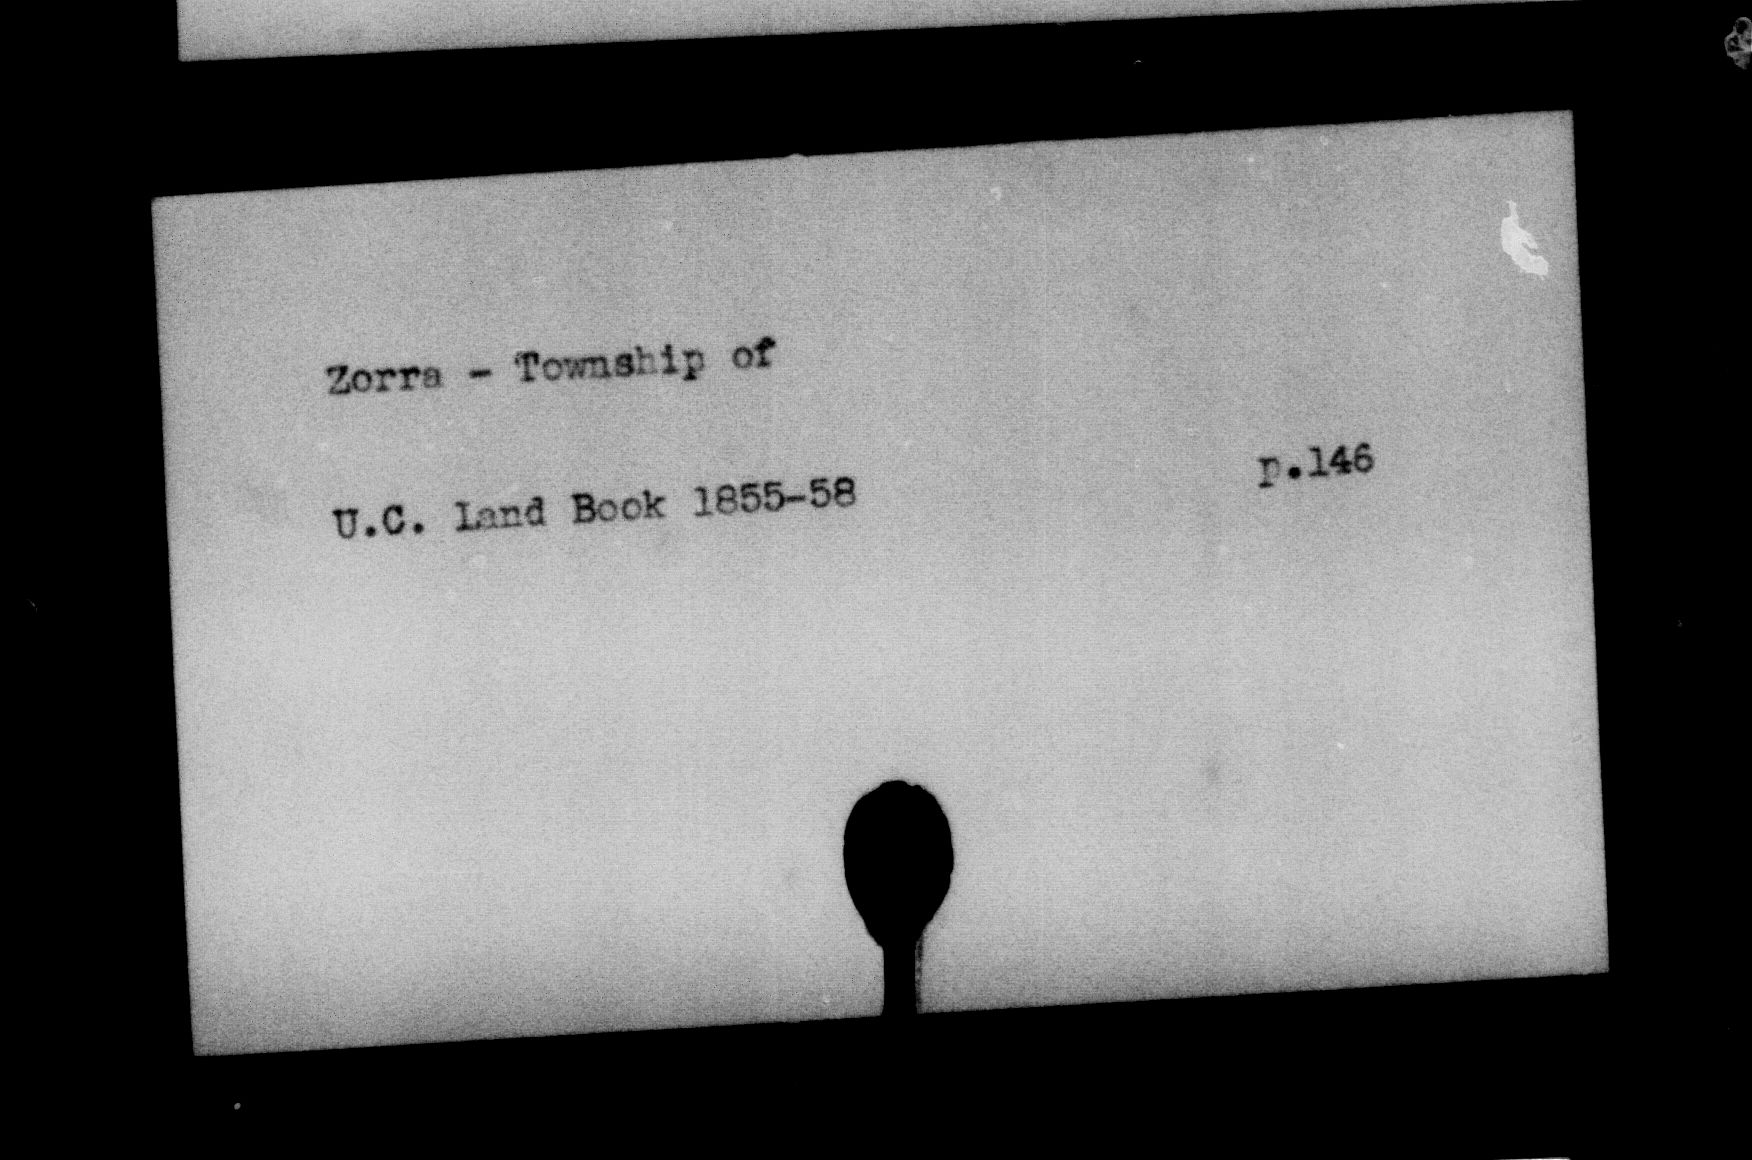 Zorra - Township of
U.C. Land Book 1855-58 p.146